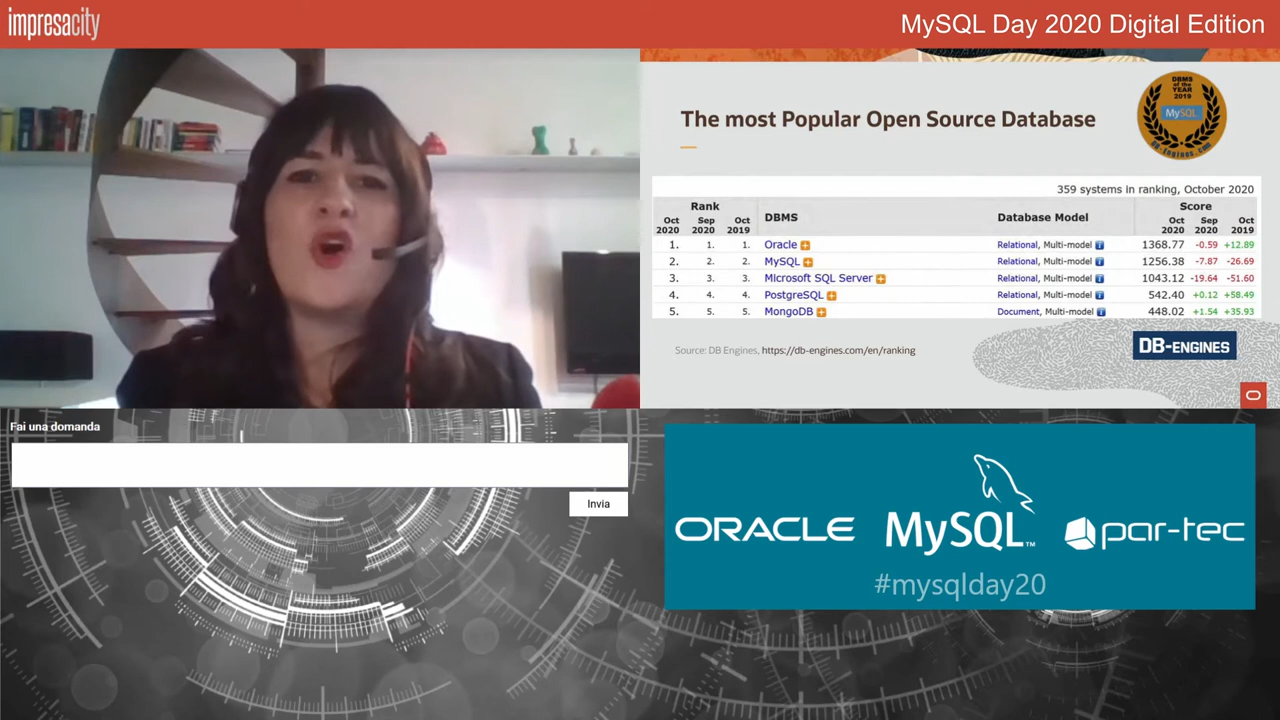 impresacity
MySQL Day 2020 Digital Edition
The most Popular Open Source Database
DBMS
of the
YEAR
2019
MySQL
DB-Engines.com
359 systems in ranking, October 2020
Rank Score
Oct 2020 Sep 2020 Oct 2019 DBMS Database Model Oct 2020 Sep 2020 Oct 2019
1. 1. 1. Oracle Relational, Multi-model 1368.77 -0.59 +12.89
2. 2. 2. MySQL Relational, Multi-model 1256.38 -7.87 -26.69
3. 3. 3. Microsoft SQL Server Relational, Multi-model 1043.12 -19.64 -51.60
4. 4. 4. PostgreSQL Relational, Multi-model 542.40 +0.12 +58.49
5. 5. 5. MongoDB Document, Multi-model 448.02 +1.54 +35.93
Source: DB Engines, https://db-engines.com/en/ranking
DB-ENGINES
Fai una domanda
Invia
ORACLE MySQL™ par-tec
#mysqlday20